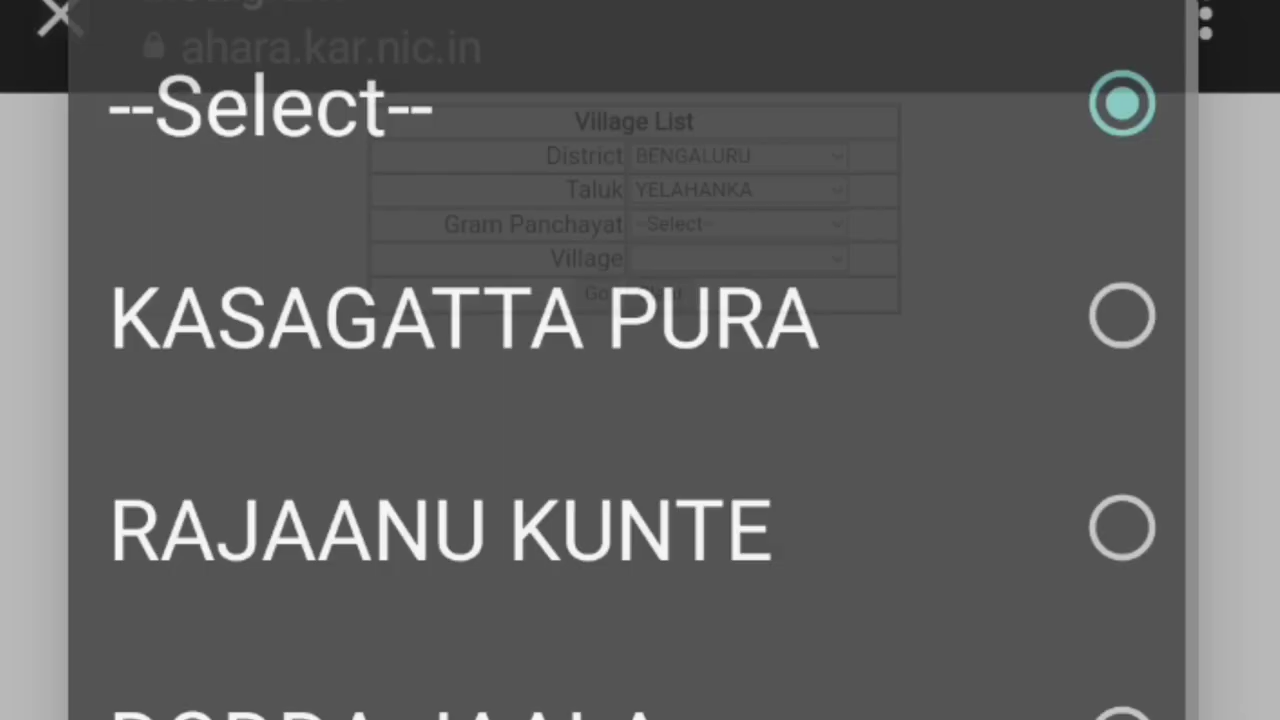 ahara.kar.nic.in
--Select--
Village List
District BENGALURU
Taluk YELAHANKA
Gram Panchayat --Select--
Village
KASAGATTA PURA
RAJAANU KUNTE